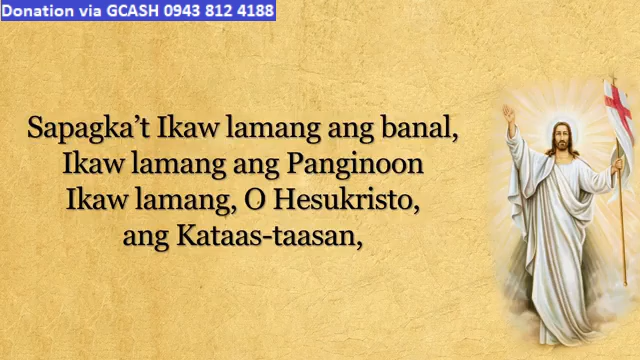 Donation via GCASH 0943 812 4188
Sapagka’t Ikaw lamang ang banal,
Ikaw lamang ang Panginoon
Ikaw lamang, O Hesukristo,
ang Kataas-taasan,